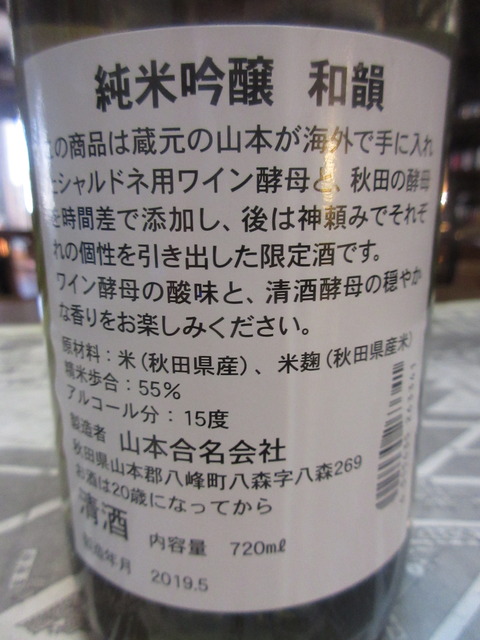 純米吟醸 和韻
この商品は蔵元の山本が海外で手に入れ
たシャルドネ用ワイン酵母と、秋田の酵母
を時間差で添加し、後は神頼みでそれぞ
れの個性を引き出した限定酒です。
ワイン酵母の酸味と、清酒酵母の穏やか
な香りをお楽しみください。
原材料：米（秋田県産）、米麹（秋田県産米）
精米歩合：55％
アルコール分：15度
製造者 山本合名会社
秋田県山本郡八峰町八森字八森269
お酒は20歳になってから
清酒 内容量 720mℓ
製造年月 2019.5